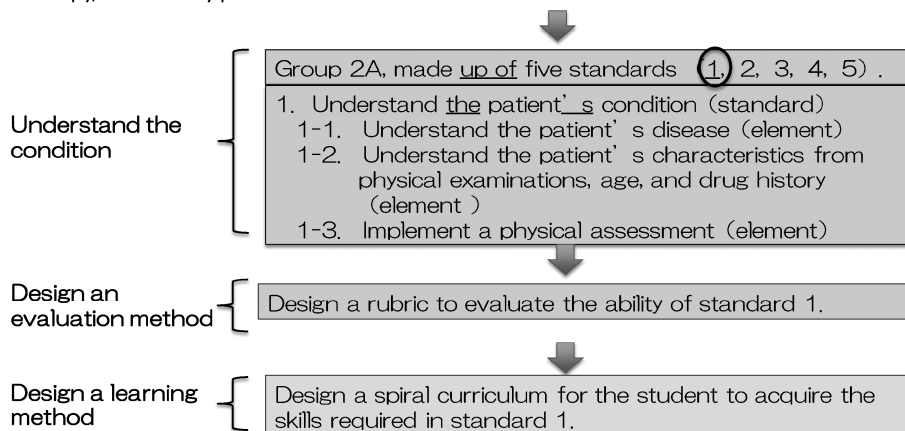 Group 2A, made up of five standards (1, 2, 3, 4, 5) .
Understand the
condition
1. Understand the patient's condition (standard)
1-1. Understand the patient's disease (element)
1-2. Understand the patient's characteristics from
physical examinations, age, and drug history
(element )
1-3. Implement a physical assessment (element)
Design an
evaluation method
Design a rubric to evaluate the ability of standard 1.
Design a learning
method
Design a spiral curriculum for the student to acquire the
skills required in standard 1.